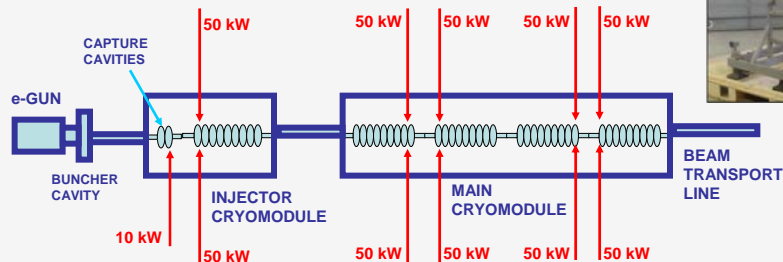 50 kW 50 kW 50 kW 50 kW 50 kW
CAPTURE
CAVITIES
e-GUN
BUNCHER
CAVITY
INJECTOR
CRYOMODULE
MAIN
CRYOMODULE
BEAM
TRANSPORT
LINE
10 kW
50 kW 50 kW 50 kW 50 kW 50 kW